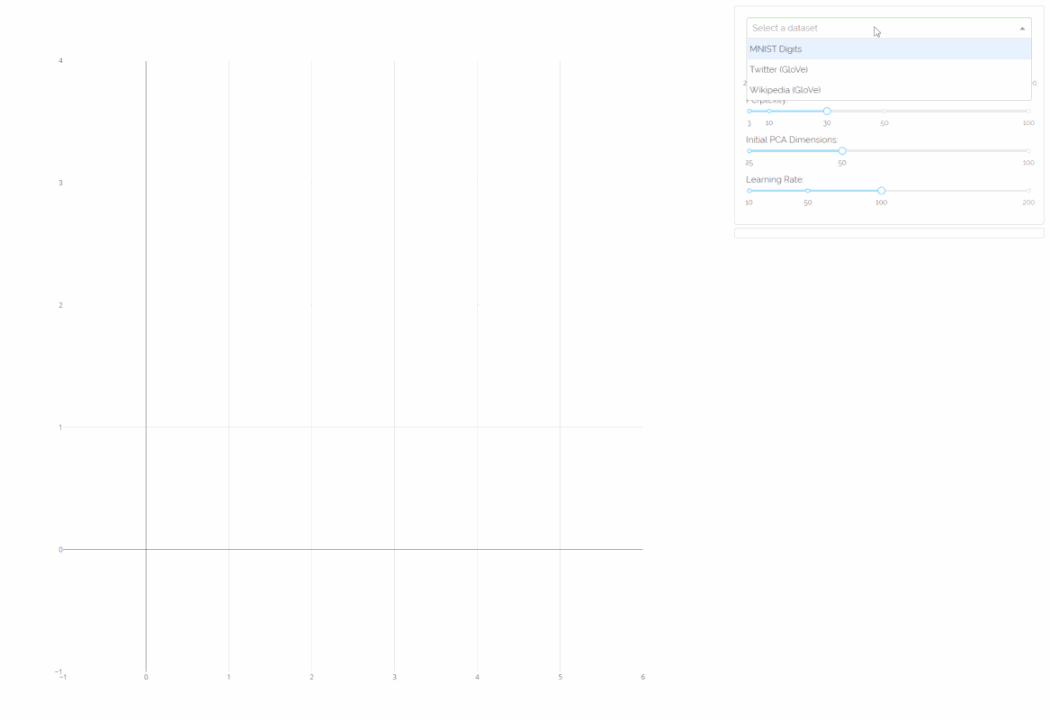 Select a dataset
MNIST Digits
Twitter (GloVe)
Wikipedia (GloVe)
Perplexity:
3 10 30 50 100
Initial PCA Dimensions:
25 50 100
Learning Rate:
10 50 100 200
4
3
2
1
0
−1
−1 0 1 2 3 4 5 6